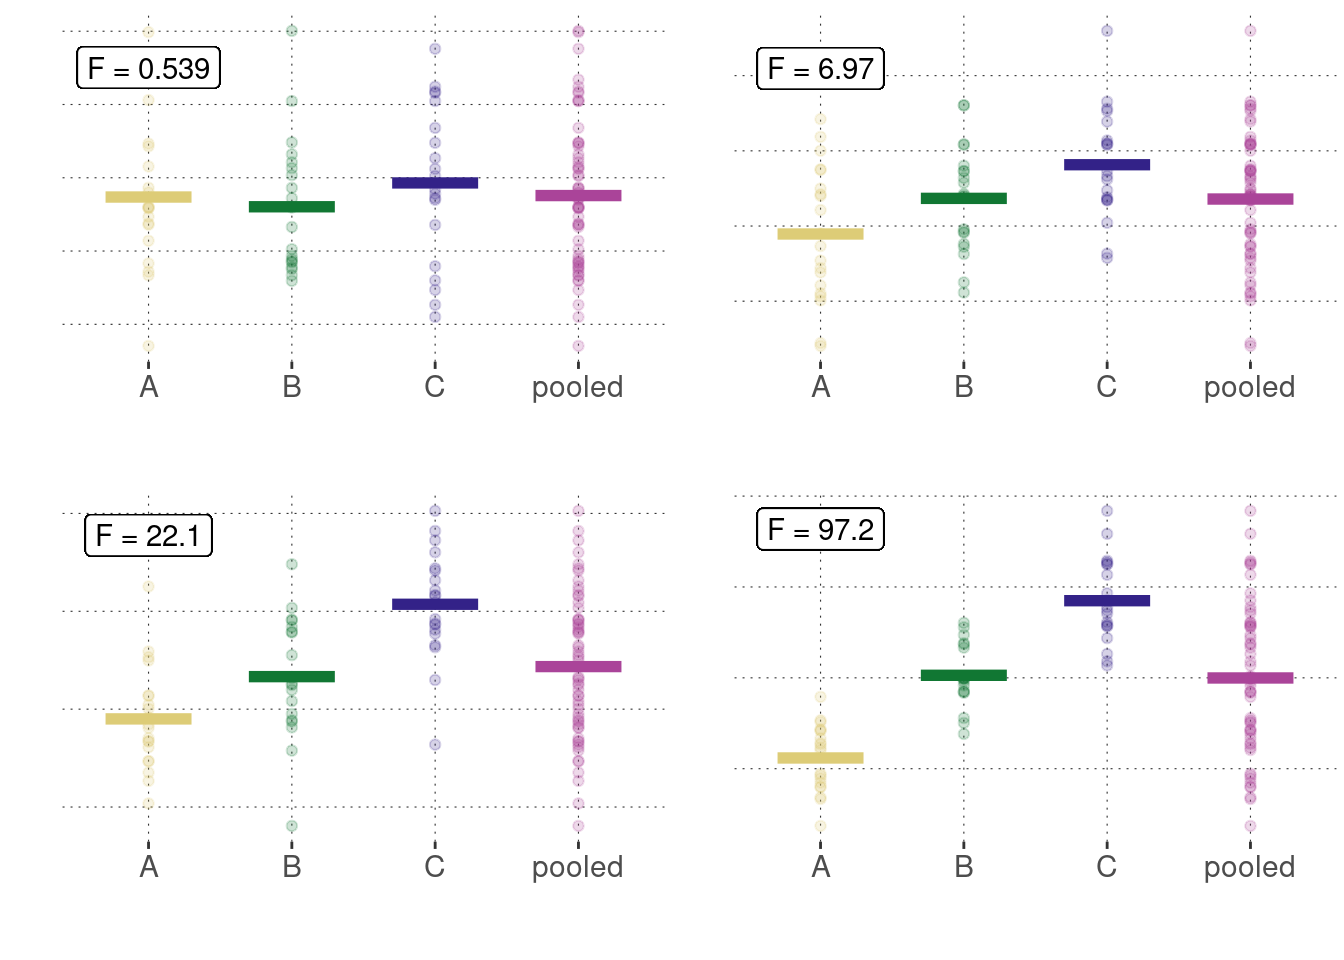 F = 0.539
A B C pooled
F = 6.97
A B C pooled
F = 22.1
A B C pooled
F = 97.2
A B C pooled